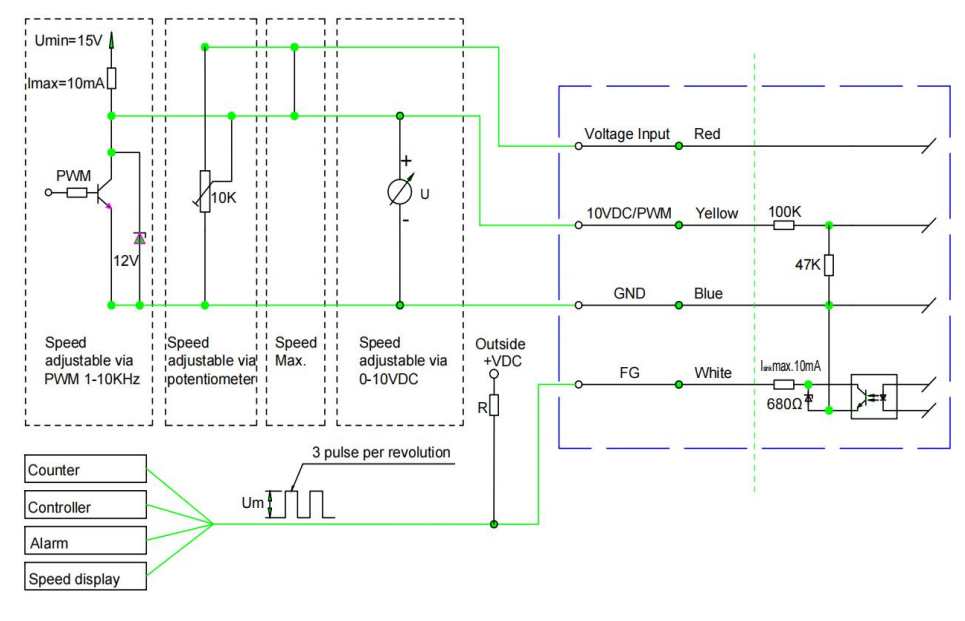 Umin=15V
Imax=10mA
PWM
12V
10K
+
U
-
Speed
adjustable via
PWM 1-10KHz
Speed
adjustable via
potentiometer
Speed
Max.
Speed
adjustable via
0-10VDC
Outside
+VDC
R
Voltage Input
Red
10VDC/PWM
Yellow
100K
47K
GND
Blue
FG
White
Isink max.10mA
680Ω
3 pulse per revolution
Um
Counter
Controller
Alarm
Speed display